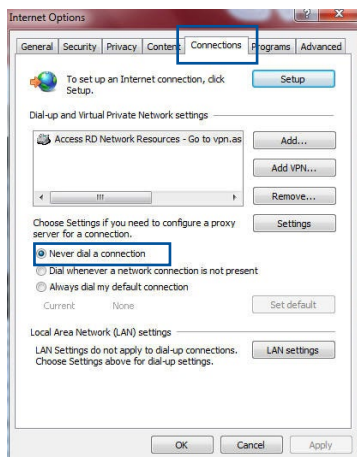 Internet Options
General Security Privacy Content Connections Programs Advanced
To set up an Internet connection, click
Setup.
Setup
Dial-up and Virtual Private Network settings
Access RD Network Resources - Go to vpn.as
Add...
Add VPN...
Remove...
Choose Settings if you need to configure a proxy
server for a connection.
Settings
Never dial a connection
Dial whenever a network connection is not present
Always dial my default connection
Current None
Set default
Local Area Network (LAN) settings
LAN Settings do not apply to dial-up connections.
Choose Settings above for dial-up settings.
LAN settings
OK Cancel Apply